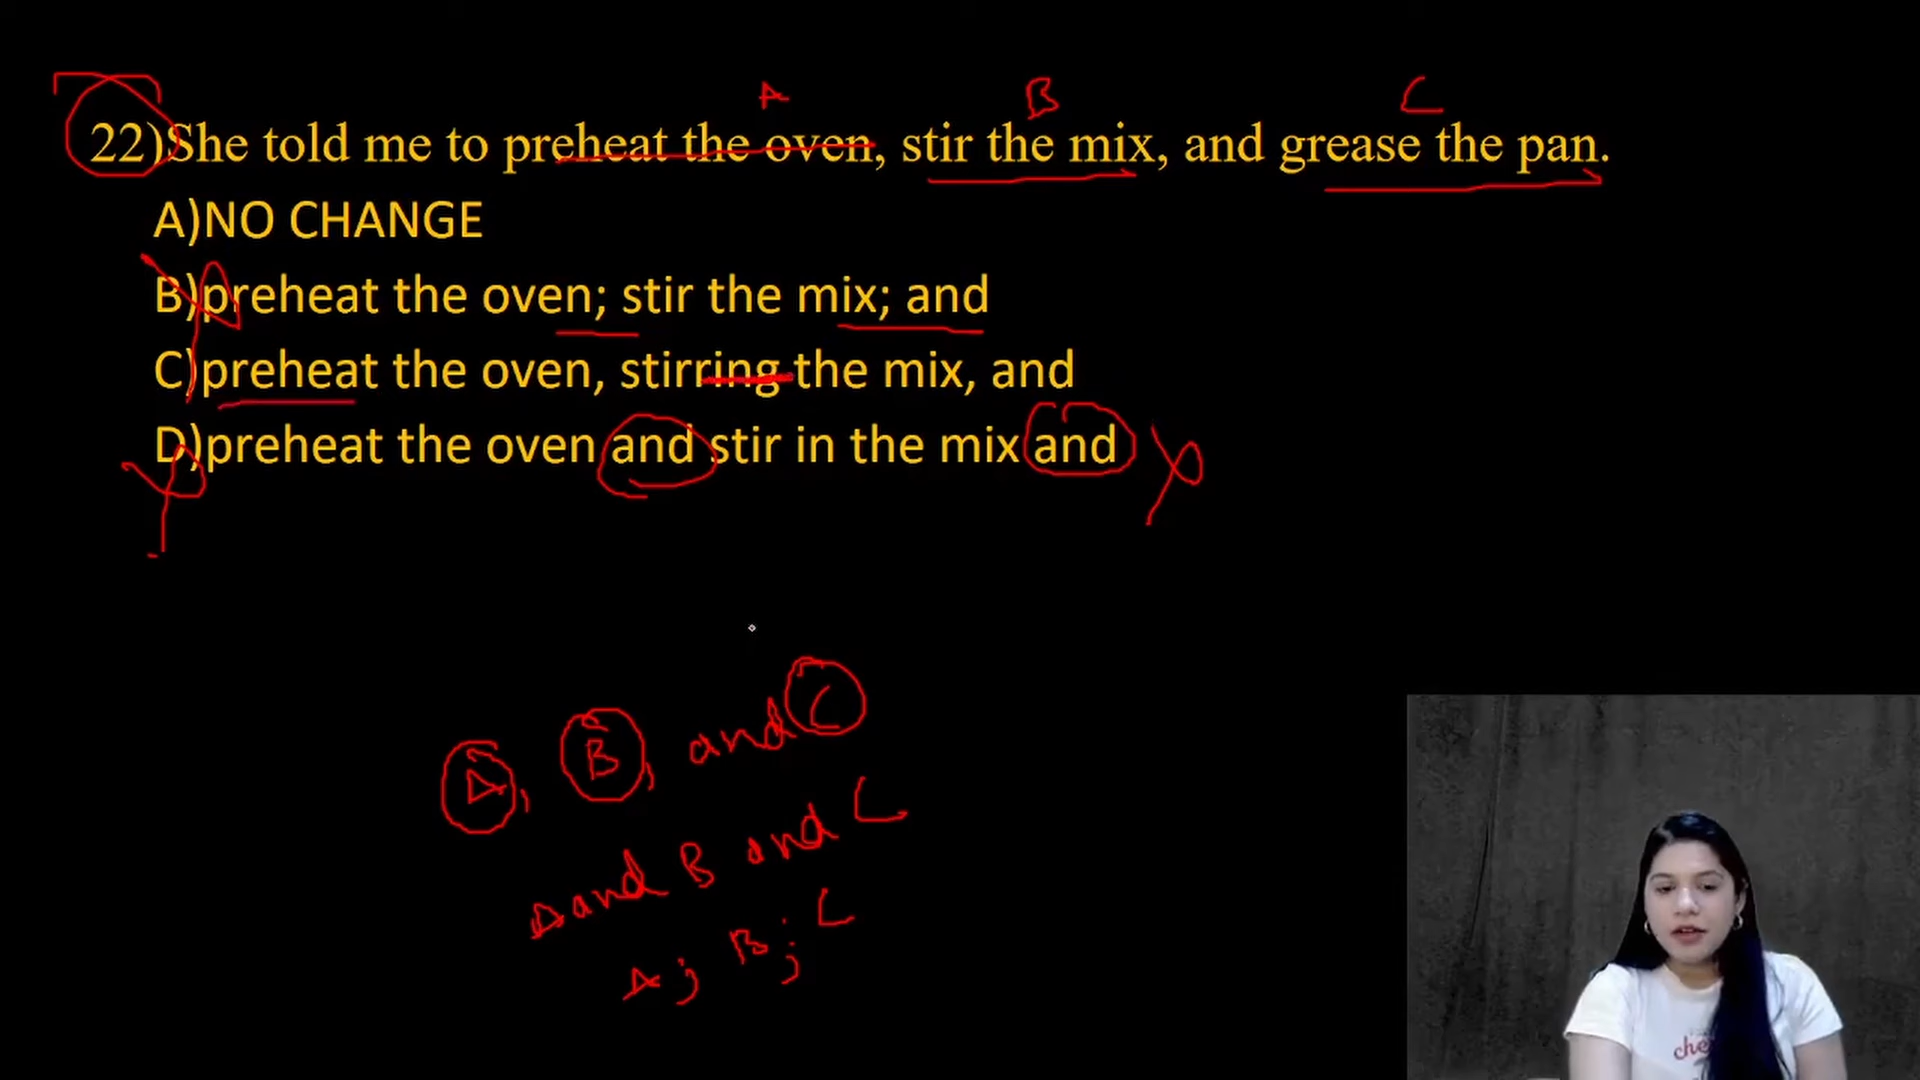 A B C
22)She told me to preheat the oven, stir the mix, and grease the pan.
A)NO CHANGE
B)preheat the oven; stir the mix; and
C)preheat the oven, stirring the mix, and
D)preheat the oven and stir in the mix and
A, B, and C
A and B and C
A ; B ; C
che